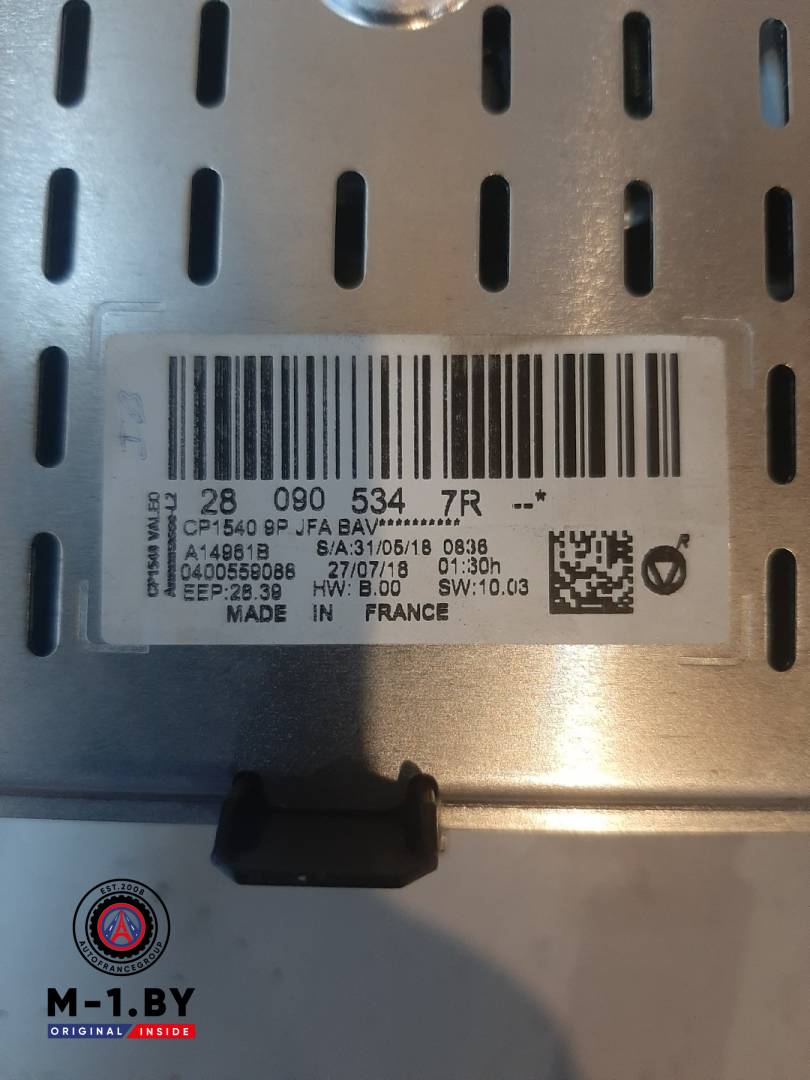 28 090 534 7R --*
CP1540 9P JFA BAV**********
A14961B S/A:31/05/18 0836
0400559088 27/07/18 01:30h
EEP:28.39 HW: B.00 SW:10.03
MADE IN FRANCE
CP1540 VALEO
R
EST.2008
AUTOFRANCEGROUP
M-1.BY
ORIGINAL INSIDE